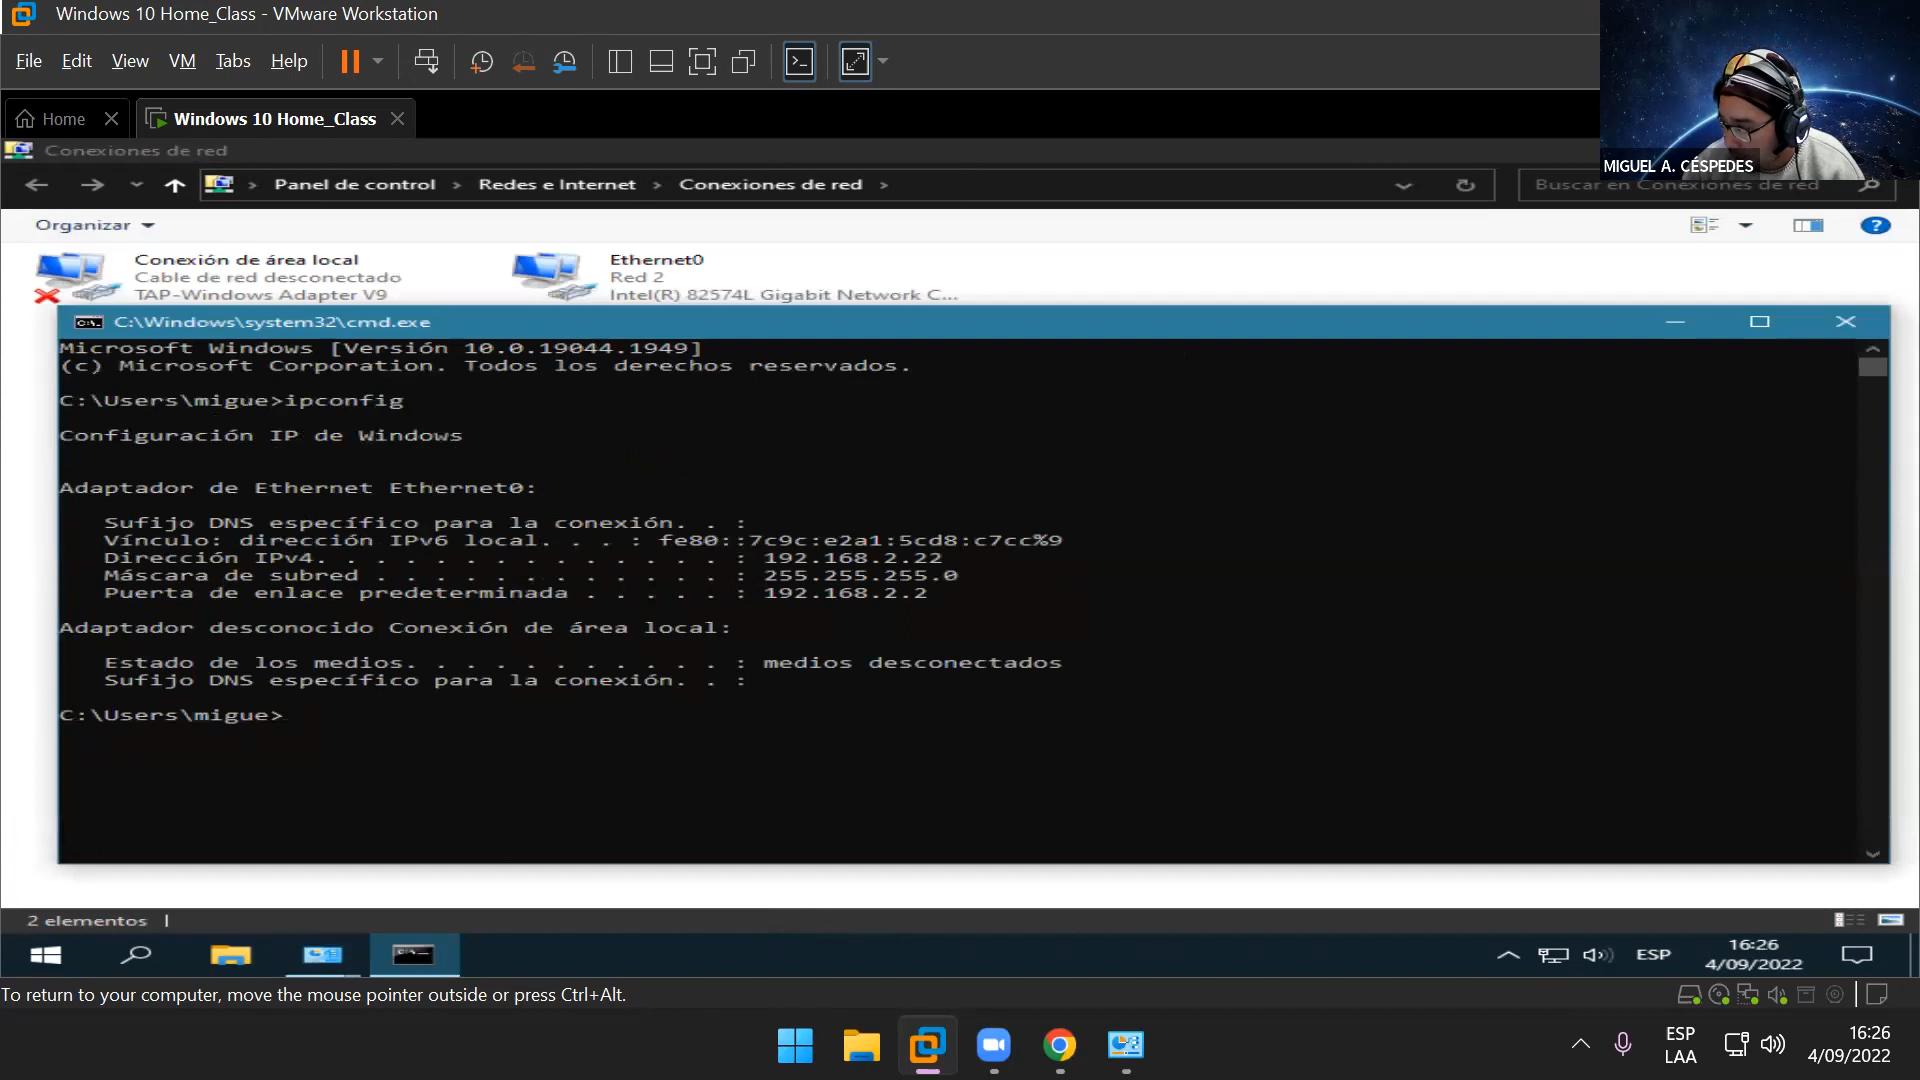 Windows 10 Home_Class - VMware Workstation
File Edit View VM Tabs Help
Home
Windows 10 Home_Class
Conexiones de red
MIGUEL A. CÉSPEDES
Panel de control > Redes e Internet > Conexiones de red >
Buscar en Conexiones de red
Organizar
Conexión de área local
Cable de red desconectado
TAP-Windows Adapter V9
Ethernet0
Red 2
Intel(R) 82574L Gigabit Network C...
C:\Windows\system32\cmd.exe
Microsoft Windows [Versión 10.0.19044.1949]
(c) Microsoft Corporation. Todos los derechos reservados.
C:\Users\migue>ipconfig
Configuración IP de Windows
Adaptador de Ethernet Ethernet0:
Sufijo DNS específico para la conexión. . :
Vínculo: dirección IPv6 local. . . : fe80::7c9c:e2a1:5cd8:c7cc%9
Dirección IPv4. . . . . . . . . . . . . . : 192.168.2.22
Máscara de subred . . . . . . . . . . . . : 255.255.255.0
Puerta de enlace predeterminada . . . . . : 192.168.2.2
Adaptador desconocido Conexión de área local:
Estado de los medios. . . . . . . . . . . : medios desconectados
Sufijo DNS específico para la conexión. . :
C:\Users\migue>
2 elementos
ESP
16:26
4/09/2022
To return to your computer, move the mouse pointer outside or press Ctrl+Alt.
ESP
LAA
16:26
4/09/2022